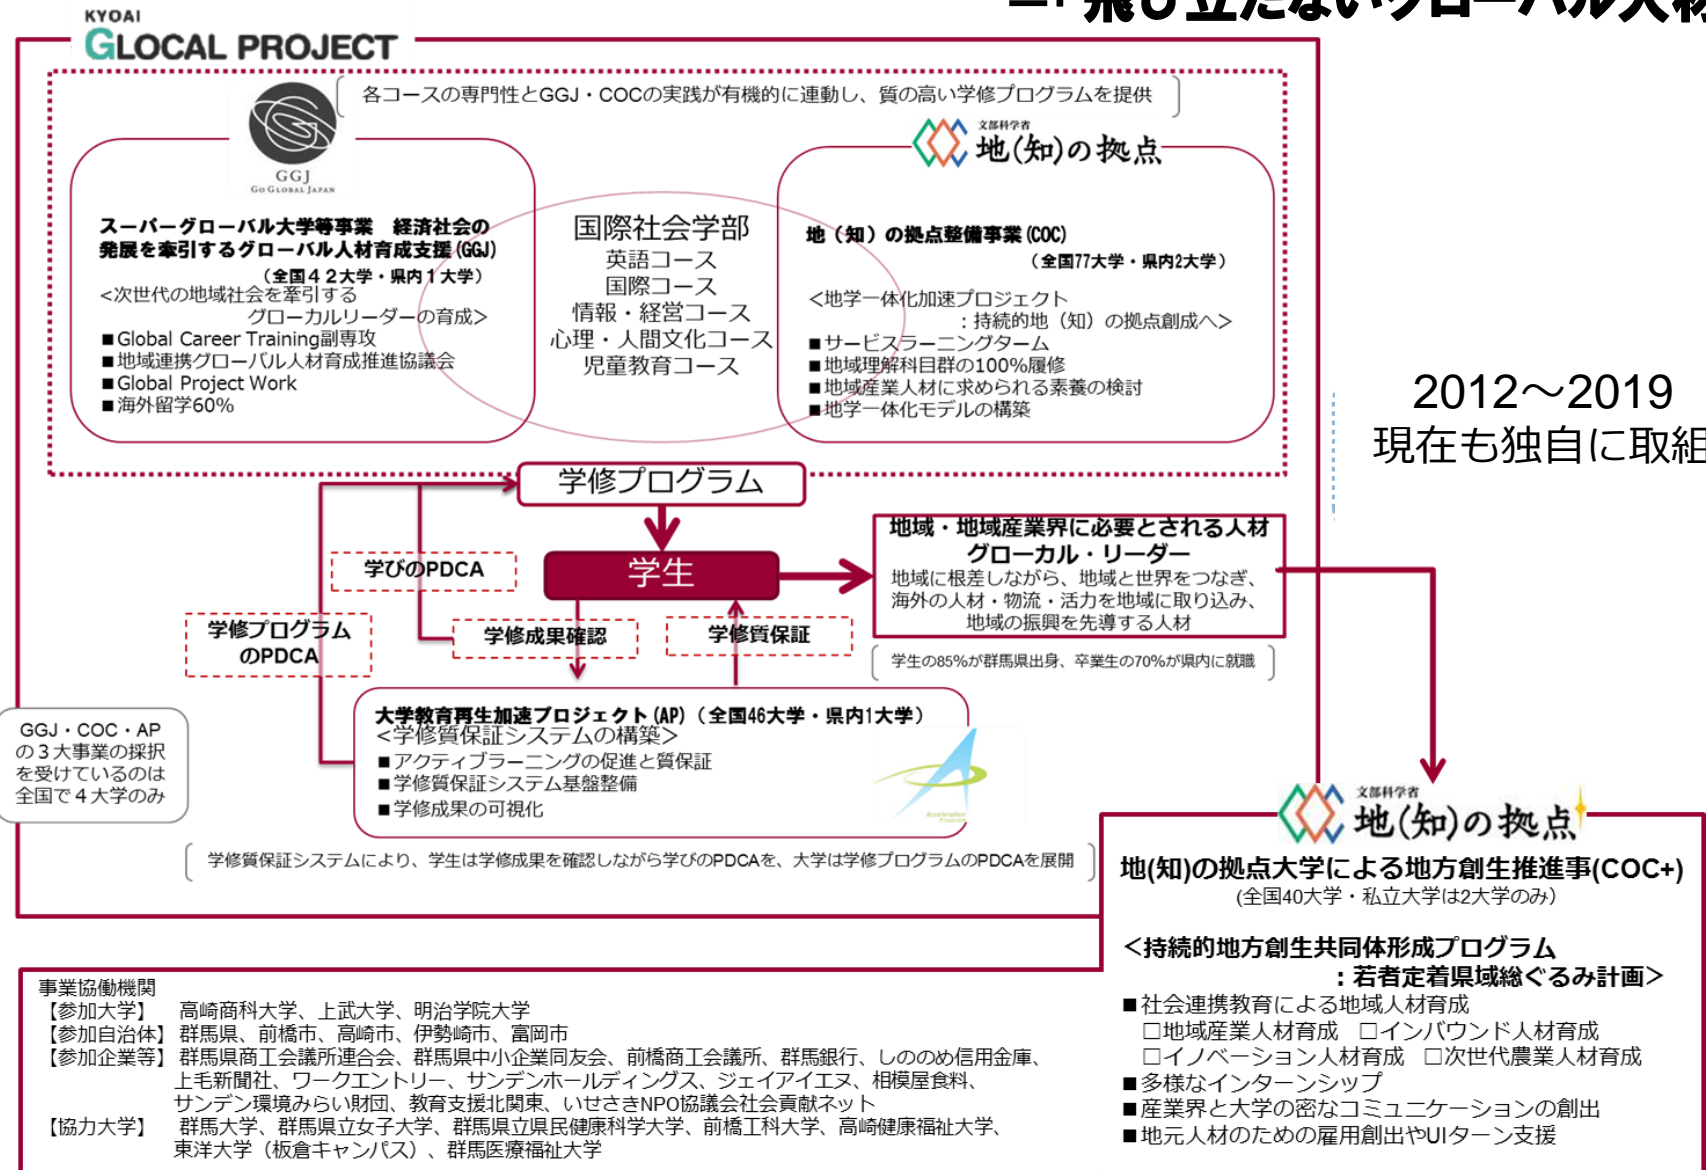 飛び立たないグローバル人材
KYOAI
GLOCAL PROJECT
各コースの専門性とGGJ・COCの実践が有機的に連動し、質の高い学修プログラムを提供
GGJ
GO GLOBAL JAPAN
スーパーグローバル大学等事業　経済社会の
発展を牽引するグローバル人材育成支援(GGJ)
（全国４２大学・県内１大学）
<次世代の地域社会を牽引する
グローカルリーダーの育成>
■Global Career Training副専攻
■地域連携グローバル人材育成推進協議会
■Global Project Work
■海外留学60%
国際社会学部
英語コース
国際コース
情報・経営コース
心理・人間文化コース
児童教育コース
文部科学省
地(知)の拠点
地（知）の拠点整備事業(COC)
（全国77大学・県内2大学）
<地学一体化加速プロジェクト
：持続的地（知）の拠点創成へ>
■サービスラーニングターム
■地域理解科目群の100%履修
■地域産業人材に求められる素養の検討
■地学一体化モデルの構築
2012～2019
現在も独自に取組
学修プログラム
学生
学びのPDCA
学修プログラム
のPDCA
学修成果確認
学修質保証
地域・地域産業界に必要とされる人材
グローカル・リーダー
地域に根差しながら、地域と世界をつなぎ、
海外の人材・物流・活力を地域に取り込み、
地域の振興を先導する人材
学生の85%が群馬県出身、卒業生の70%が県内に就職
GGJ・COC・AP
の３大事業の採択
を受けているのは
全国で４大学のみ
大学教育再生加速プロジェクト(AP)（全国46大学・県内1大学）
<学修質保証システムの構築>
■アクティブラーニングの促進と質保証
■学修質保証システム基盤整備
■学修成果の可視化
Acceleration
Program
学修質保証システムにより、学生は学修成果を確認しながら学びのPDCAを、大学は学修プログラムのPDCAを展開
文部科学省
地(知)の拠点
地(知)の拠点大学による地方創生推進事(COC+)
(全国40大学・私立大学は2大学のみ）
<持続的地方創生共同体形成プログラム
：若者定着県域総ぐるみ計画>
■社会連携教育による地域人材育成
□地域産業人材育成　□インバウンド人材育成
□イノベーション人材育成　□次世代農業人材育成
■多様なインターンシップ
■産業界と大学の密なコミュニケーションの創出
■地元人材のための雇用創出やUIターン支援
事業協働機関
【参加大学】　高崎商科大学、上武大学、明治学院大学
【参加自治体】群馬県、前橋市、高崎市、伊勢崎市、富岡市
【参加企業等】群馬県商工会議所連合会、群馬県中小企業同友会、前橋商工会議所、群馬銀行、しののめ信用金庫、
上毛新聞社、ワークエントリー、サンデンホールディングス、ジェイアイエヌ、相模屋食料、
サンデン環境みらい財団、教育支援北関東、いせさきNPO協議会社会貢献ネット
【協力大学】　群馬大学、群馬県立女子大学、群馬県立県民健康科学大学、前橋工科大学、高崎健康福祉大学、
東洋大学（板倉キャンパス）、群馬医療福祉大学